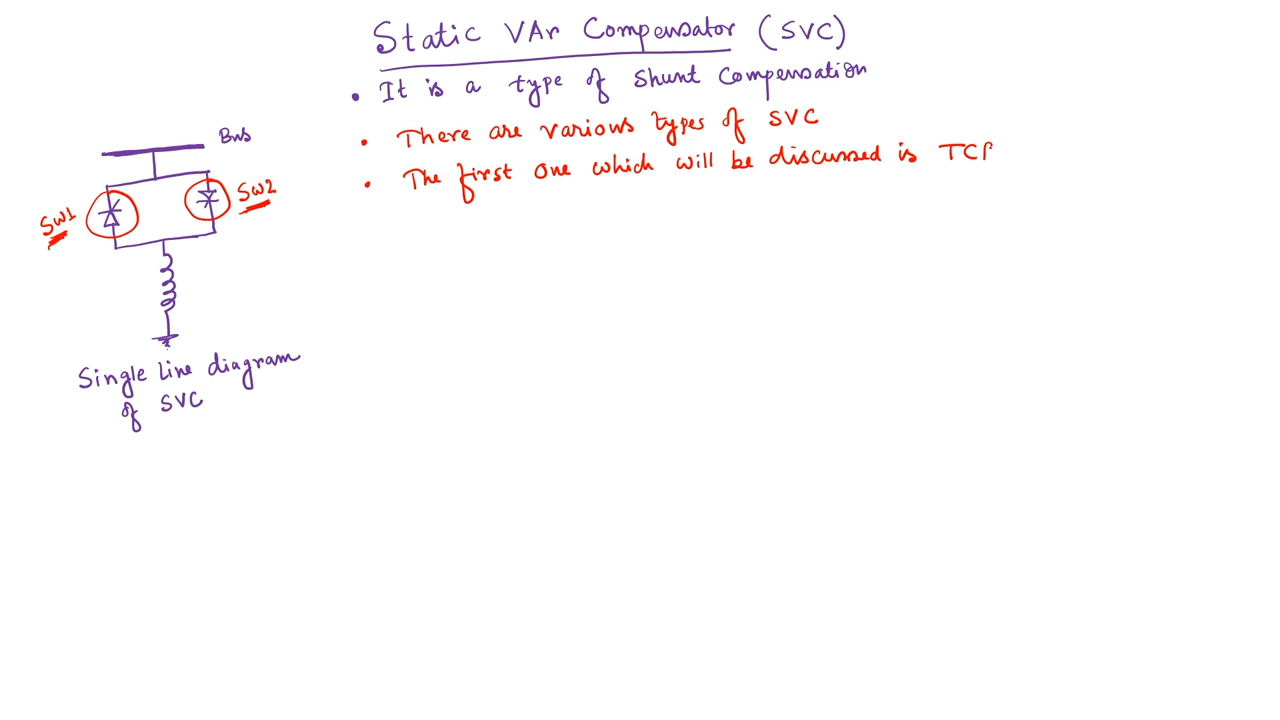 Static VAr Compensator (SVC)
• It is a type of Shunt Compensation
• There are various types of SVC
• The first one which will be discussed is
Bus
SW1
SW2
Single Line diagram
of SVC